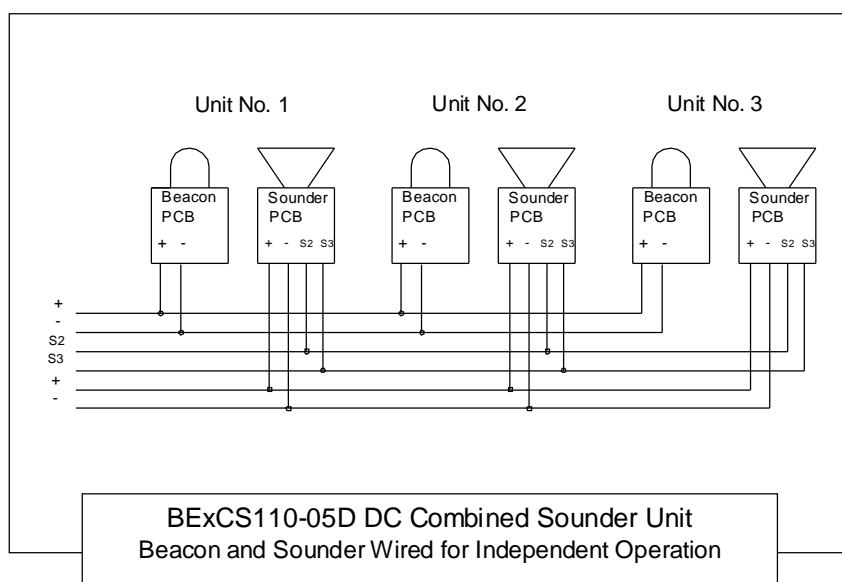 Unit No. 1 Unit No. 2 Unit No. 3
Beacon PCB
+ -
Sounder PCB
+ - S2 S3
Beacon PCB
+ -
Sounder PCB
+ - S2 S3
Beacon PCB
+ -
Sounder PCB
+ - S2 S3
+
-
S2
S3
+
-
BExCS110-05D DC Combined Sounder Unit
Beacon and Sounder Wired for Independent Operation